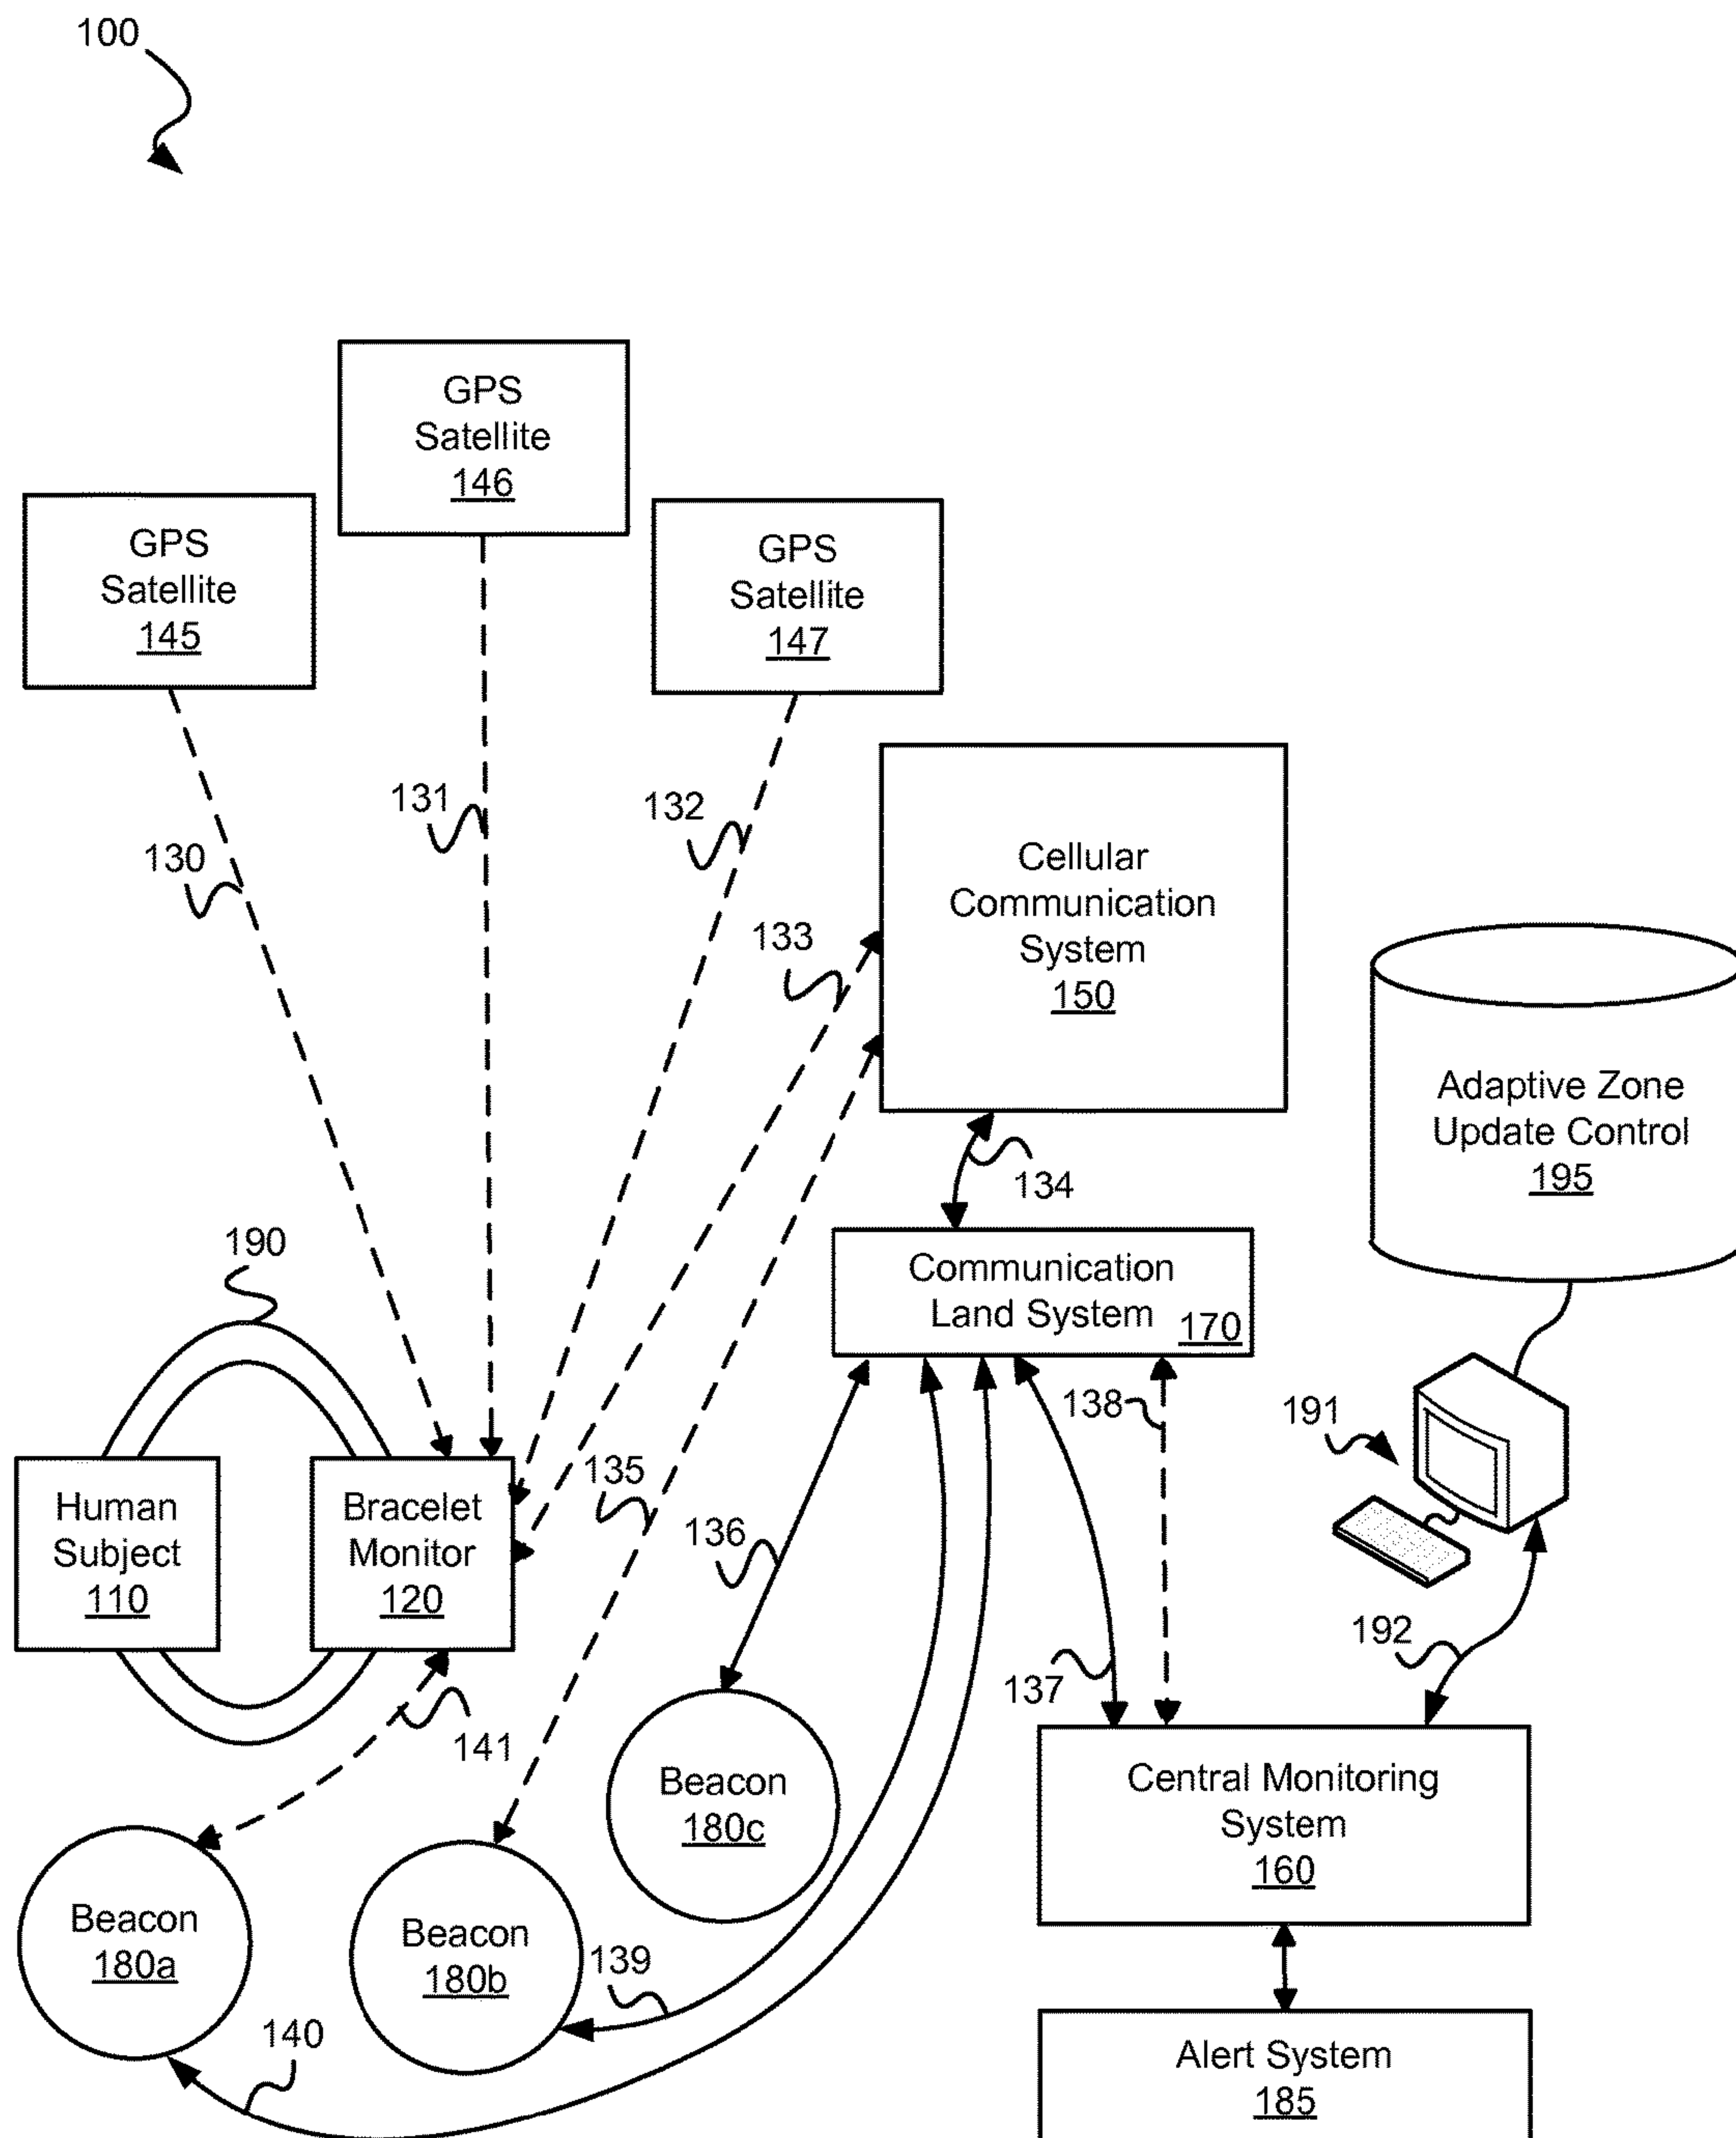 100
GPS
Satellite
146
GPS
Satellite
145
GPS
Satellite
147
131
132
130
Cellular
Communication
System
150
133
Adaptive Zone
Update Control
195
134
190
Communication
Land System
170
138
191
135
136
Human
Subject
110
Bracelet
Monitor
120
192
137
141
Beacon
180c
Central Monitoring
System
160
Beacon
180a
Beacon
180b
139
140
Alert System
185